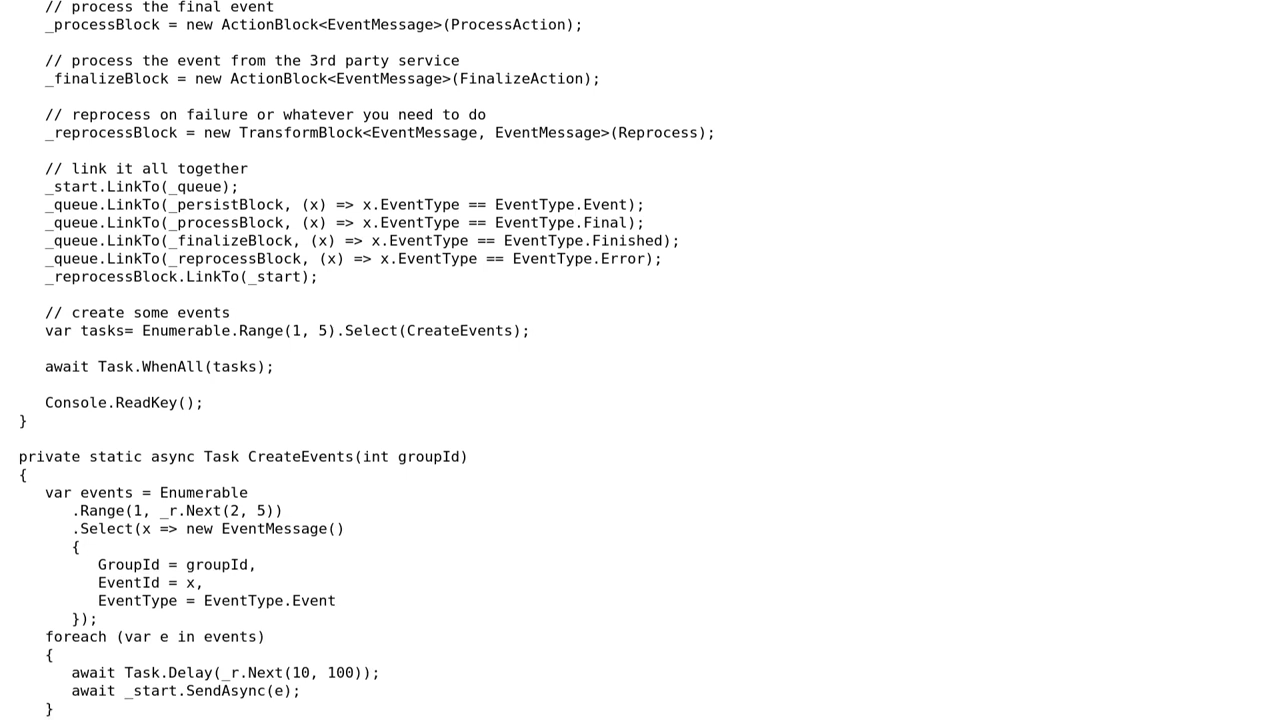 // process the final event
_processBlock = new ActionBlock<EventMessage>(ProcessAction);
// process the event from the 3rd party service
_finalizeBlock = new ActionBlock<EventMessage>(FinalizeAction);
// reprocess on failure or whatever you need to do
_reprocessBlock = new TransformBlock<EventMessage, EventMessage>(Reprocess);
// link it all together
_start.LinkTo(_queue);
_queue.LinkTo(_persistBlock, (x) => x.EventType == EventType.Event);
_queue.LinkTo(_processBlock, (x) => x.EventType == EventType.Final);
_queue.LinkTo(_finalizeBlock, (x) => x.EventType == EventType.Finished);
_queue.LinkTo(_reprocessBlock, (x) => x.EventType == EventType.Error);
_reprocessBlock.LinkTo(_start);
// create some events
var tasks= Enumerable.Range(1, 5).Select(CreateEvents);
await Task.WhenAll(tasks);
Console.ReadKey();
}
private static async Task CreateEvents(int groupId)
{
var events = Enumerable
.Range(1, _r.Next(2, 5))
.Select(x => new EventMessage()
{
GroupId = groupId,
EventId = x,
EventType = EventType.Event
});
foreach (var e in events)
{
await Task.Delay(_r.Next(10, 100));
await _start.SendAsync(e);
}